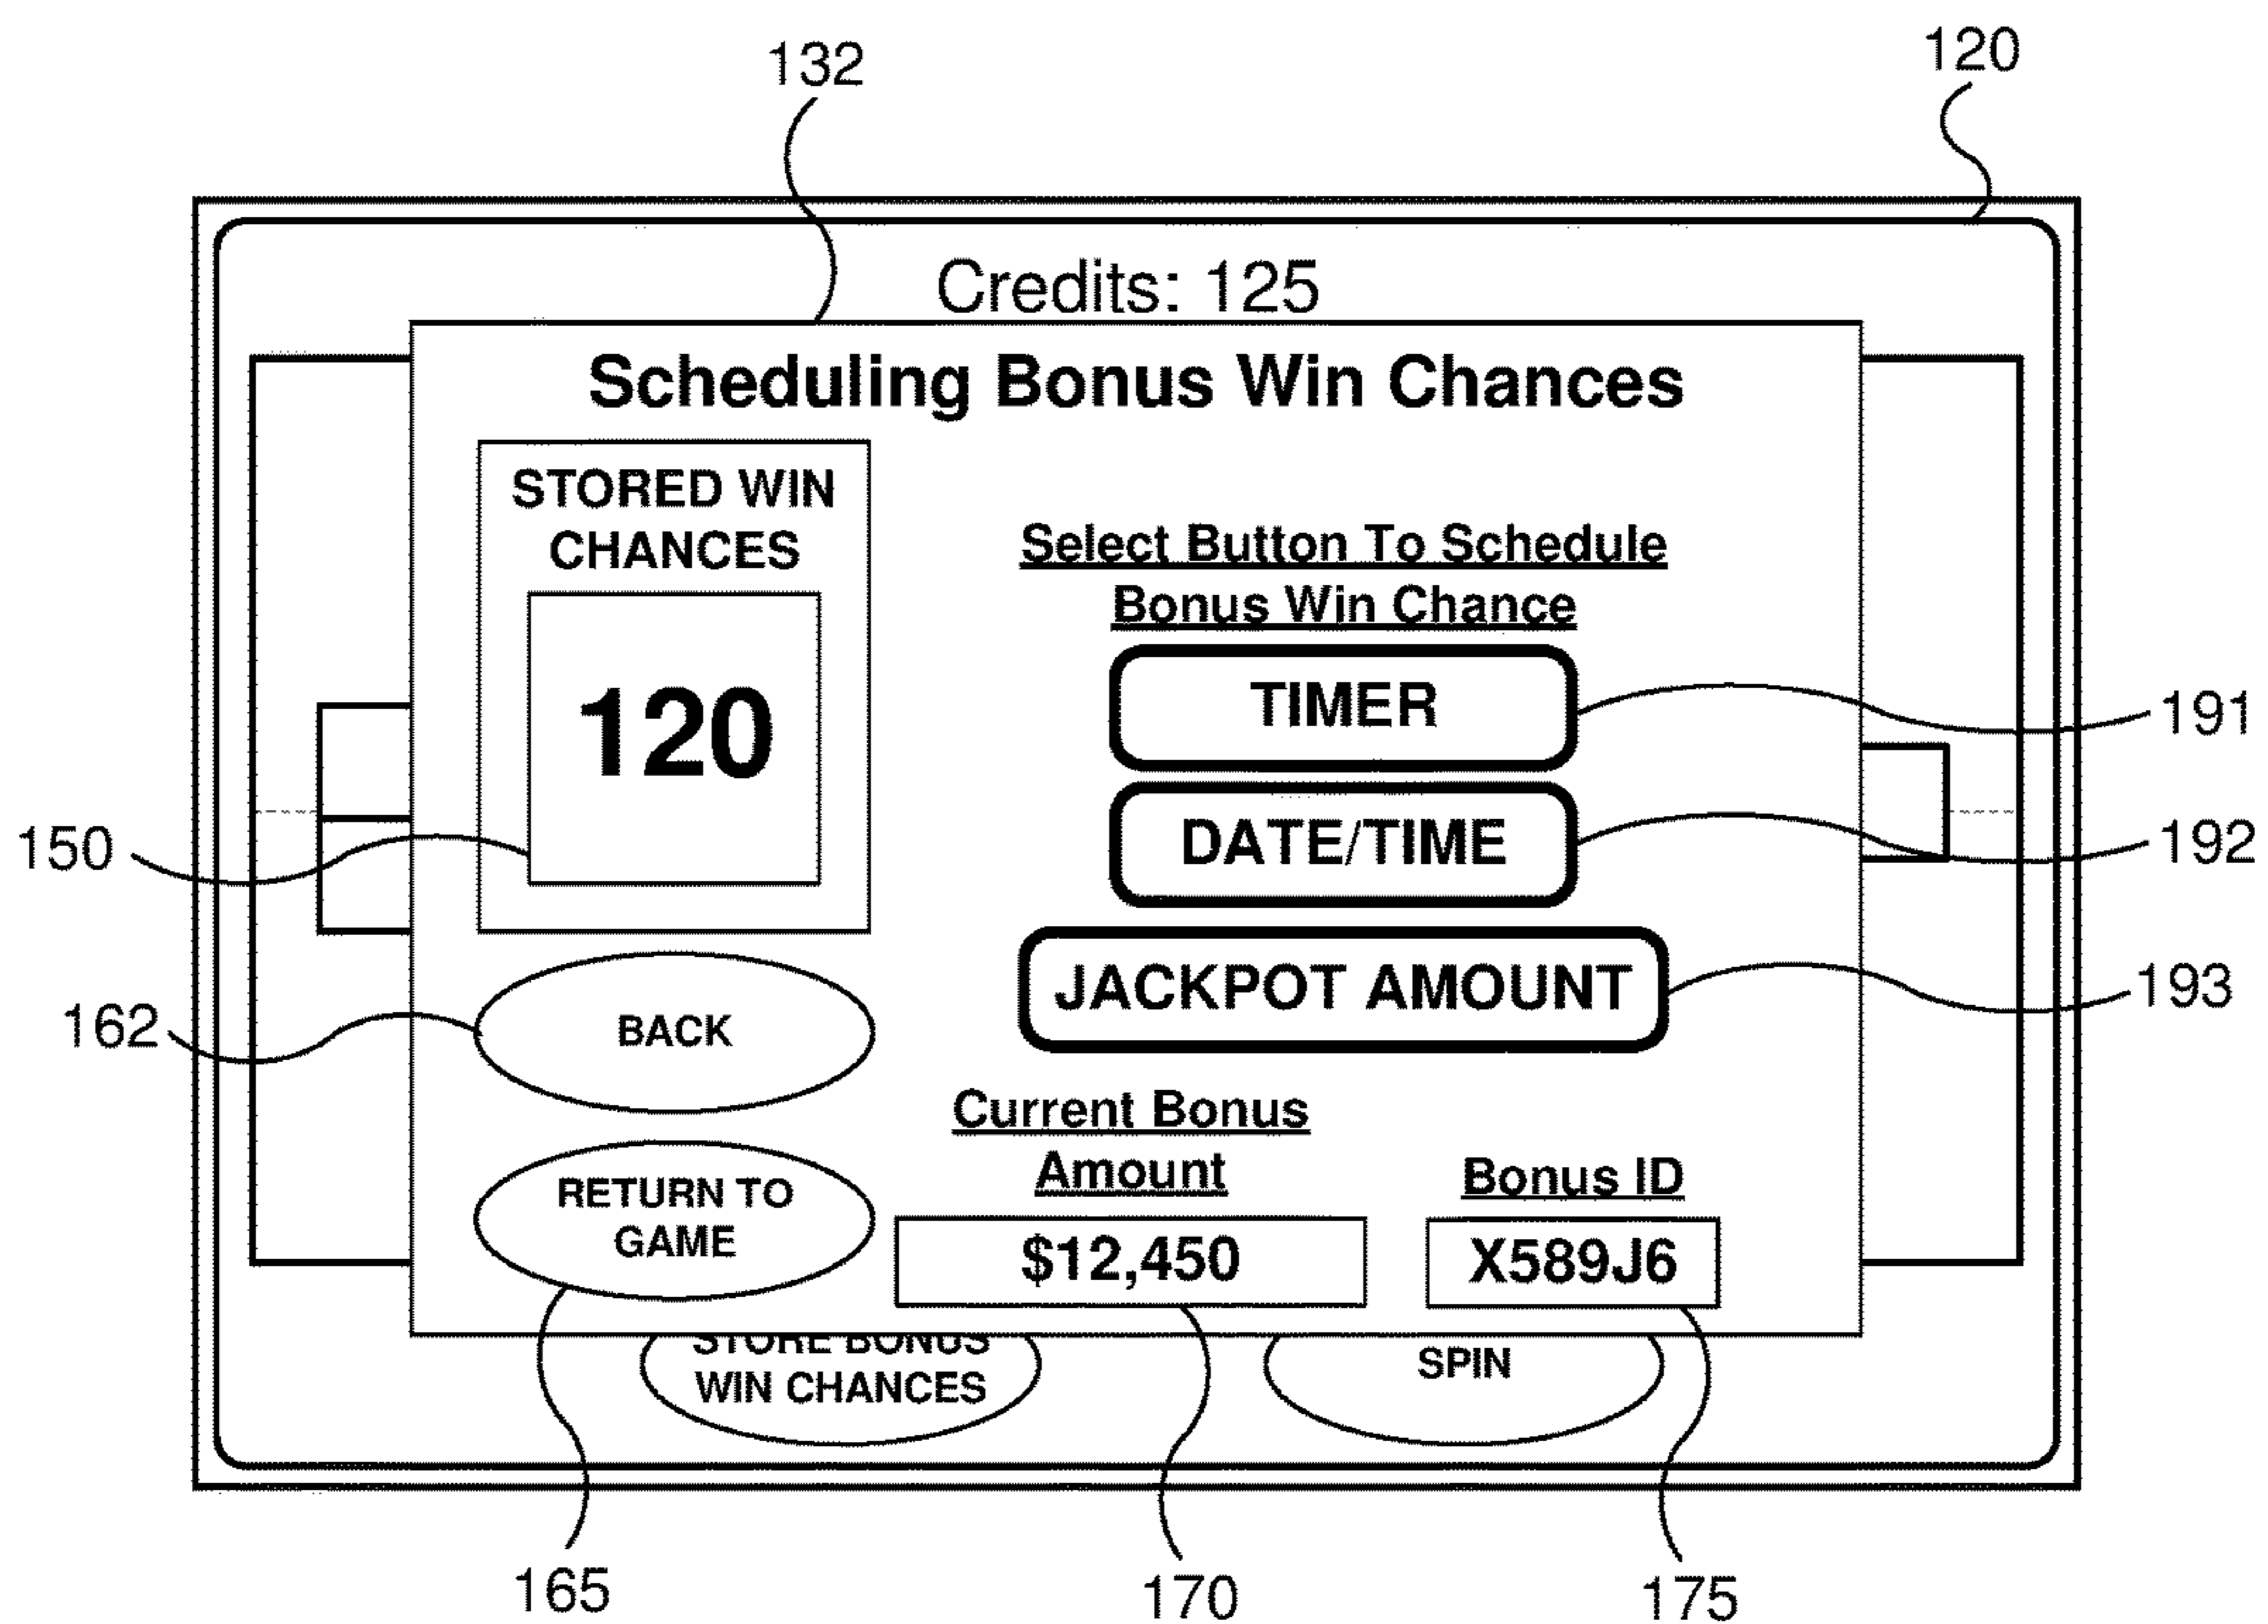 132
120
Credits: 125
Scheduling Bonus Win Chances
STORED WIN
CHANCES
120
Select Button To Schedule
Bonus Win Chance
TIMER
191
DATE/TIME
192
150
JACKPOT AMOUNT
193
162
BACK
Current Bonus
Amount
$12,450
Bonus ID
X589J6
RETURN TO
GAME
STORE BONUS
WIN CHANCES
SPIN
165
170
175